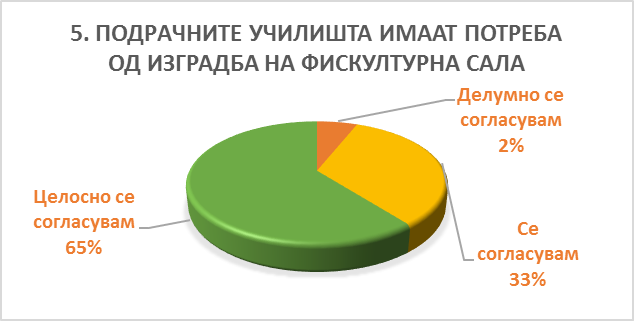 5. ПОДРАЧНИТЕ УЧИЛИШТА ИМААТ ПОТРЕБА
ОД ИЗГРАДБА НА ФИСКУЛТУРНА САЛА
Делумно се
согласувам
2%
Целосно се
согласувам
65%
Се
согласувам
33%